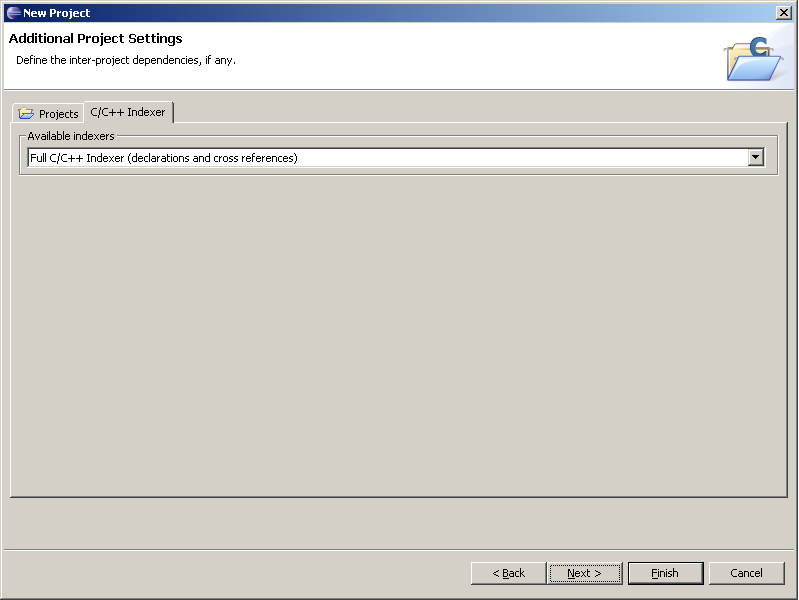 New Project
Additional Project Settings
Define the inter-project dependencies, if any.
C
Projects
C/C++ Indexer
Available indexers
Full C/C++ Indexer (declarations and cross references)
< Back
Next >
Finish
Cancel